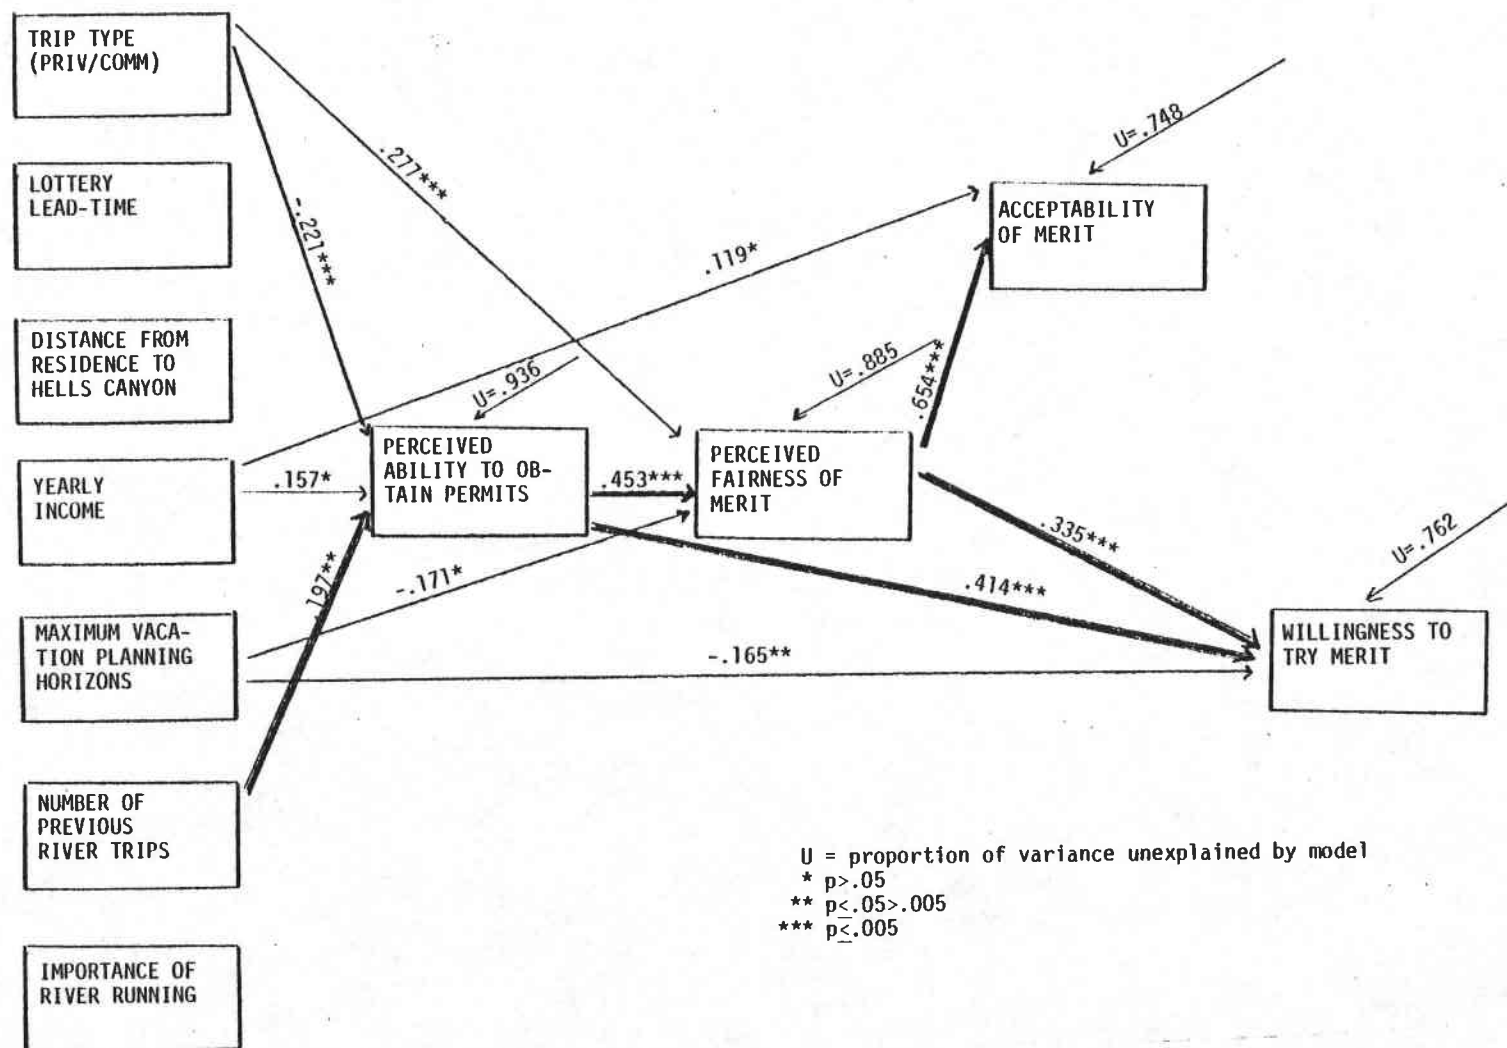 TRIP TYPE
(PRIV/COMM)
LOTTERY
LEAD-TIME
DISTANCE FROM
RESIDENCE TO
HELLS CANYON
YEARLY
INCOME
MAXIMUM VACA-
TION PLANNING
HORIZONS
NUMBER OF
PREVIOUS
RIVER TRIPS
IMPORTANCE OF
RIVER RUNNING
-.221***
.277***
.119*
.157*
.197**
-.171*
-.165**
U=.936
PERCEIVED
ABILITY TO OB-
TAIN PERMITS
.453***
.414***
U=.885
PERCEIVED
FAIRNESS OF
MERIT
.654***
.335***
U=.748
ACCEPTABILITY
OF MERIT
U=.762
WILLINGNESS TO
TRY MERIT
U = proportion of variance unexplained by model
* p>.05
** p≤.05>.005
*** p≤.005